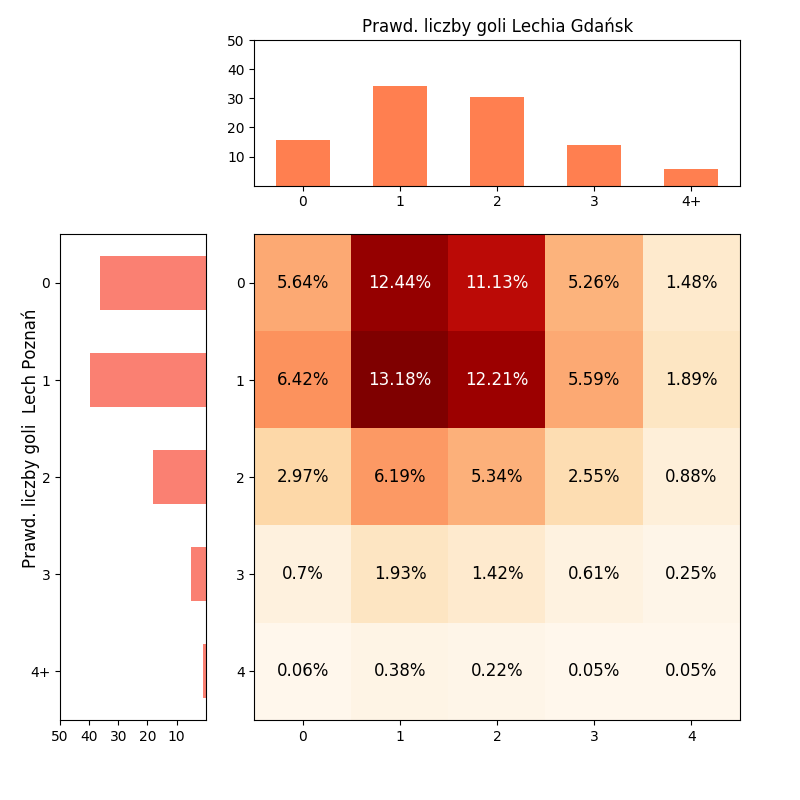 Prawd. liczby goli Lechia Gdańsk
50
40
30
20
10
0 1 2 3 4+
Prawd. liczby goli  Lech Poznań
0
1
2
3
4+
50 40 30 20 10
0 5.64% 12.44% 11.13% 5.26% 1.48%
1 6.42% 13.18% 12.21% 5.59% 1.89%
2 2.97% 6.19% 5.34% 2.55% 0.88%
3 0.7% 1.93% 1.42% 0.61% 0.25%
4 0.06% 0.38% 0.22% 0.05% 0.05%
0 1 2 3 4